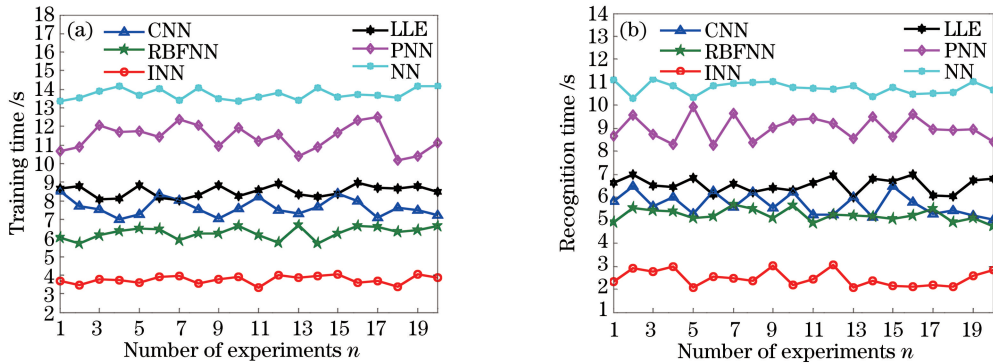 (a)
CNN
LLE
RBFNN
PNN
INN
NN
Training time /s
18
17
16
15
14
13
12
11
10
9
8
7
6
5
4
3
2
1 3 5 7 9 11 13 15 17 19
Number of experiments n
(b)
CNN
LLE
RBFNN
PNN
INN
NN
Recognition time /s
14
13
12
11
10
9
8
7
6
5
4
3
2
1
1 3 5 7 9 11 13 15 17 19
Number of experiments n